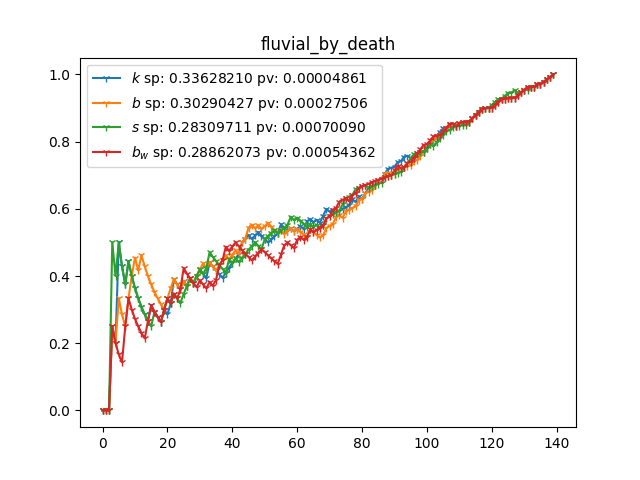 fluvial_by_death
k sp: 0.33628210 pv: 0.00004861
b sp: 0.30290427 pv: 0.00027506
s sp: 0.28309711 pv: 0.00070090
b_w sp: 0.28862073 pv: 0.00054362
1.0
0.8
0.6
0.4
0.2
0.0
0 20 40 60 80 100 120 140